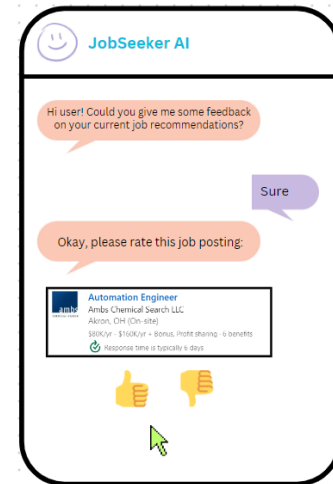 JobSeeker AI
Hi user! Could you give me some feedback
on your current job recommendations?
Sure
Okay, please rate this job posting:
ambs
Automation Engineer
Ambs Chemical Search LLC
Akron, OH (On-site)
$80K/yr - $160K/yr + Bonus, Profit sharing · 6 benefits
Response time is typically 6 days